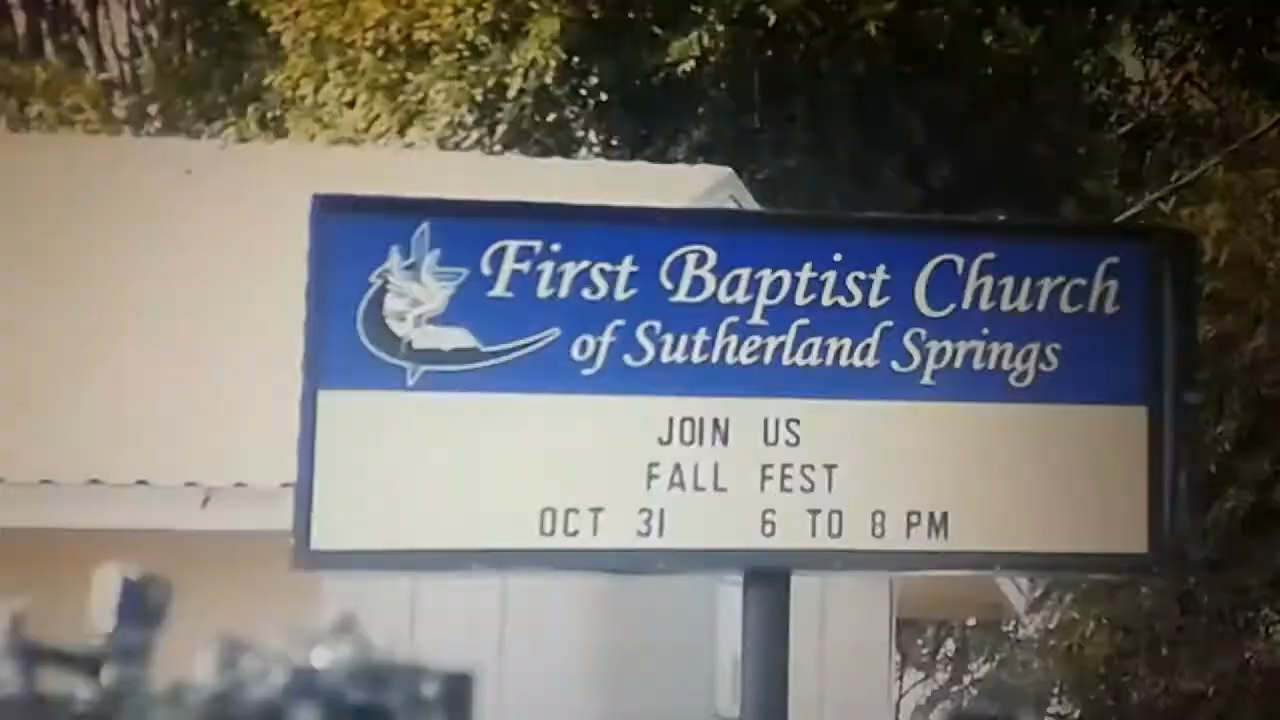 First Baptist Church
of Sutherland Springs
JOIN US
FALL FEST
OCT 31 6 TO 8 PM